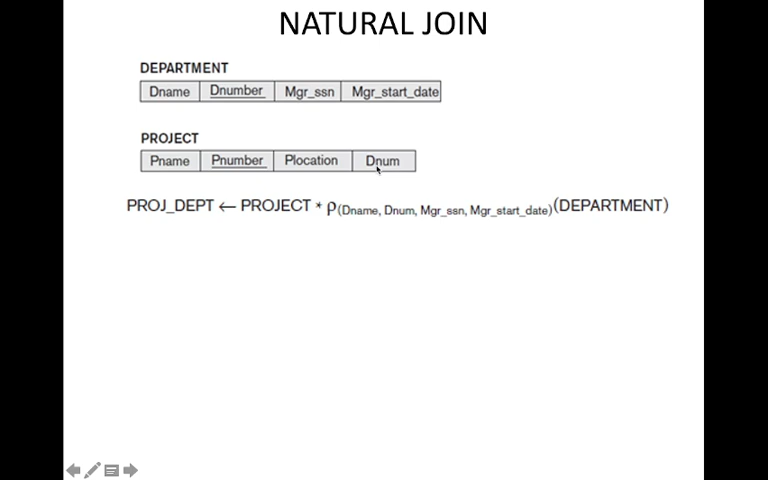 NATURAL JOIN
DEPARTMENT
Dname Dnumber Mgr_ssn Mgr_start_date
PROJECT
Pname Pnumber Plocation Dnum
PROJ_DEPT ← PROJECT * ρ(Dname, Dnum, Mgr_ssn, Mgr_start_date)(DEPARTMENT)